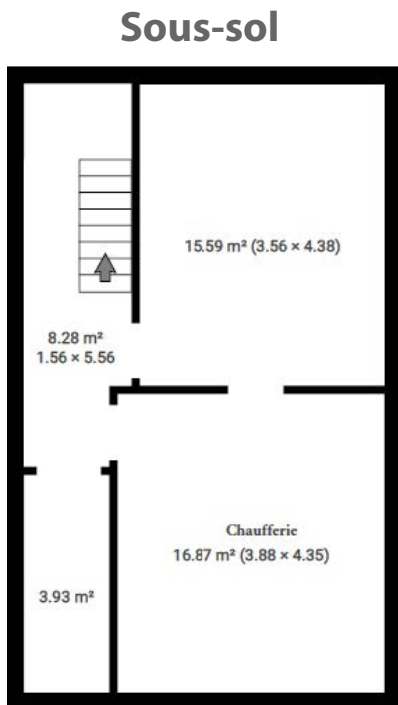 Sous-sol
15.59 m² (3.56 × 4.38)
8.28 m²
1.56 × 5.56
Chaufferie
16.87 m² (3.88 × 4.35)
3.93 m²